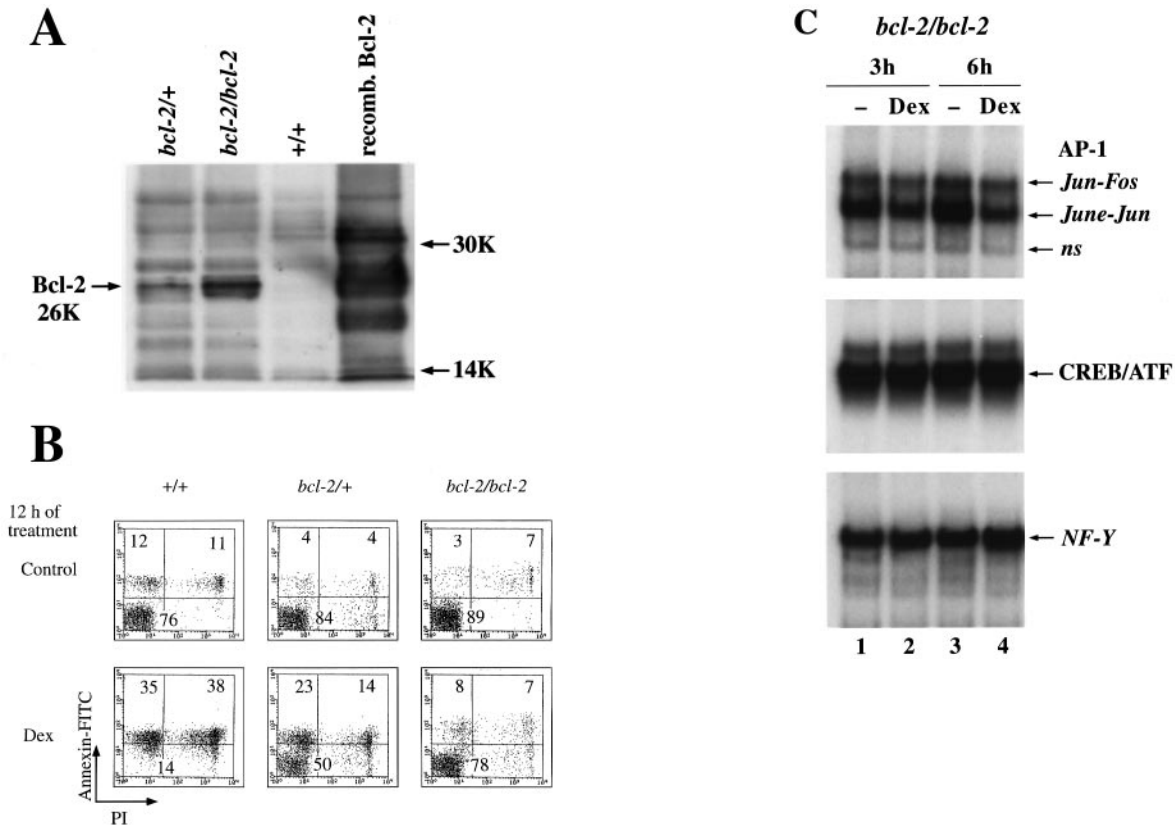 A
bcl-2/+
bcl-2/bcl-2
+/+
recomb. Bcl-2
30K
Bcl-2
26K
14K
B
+/+ bcl-2/+ bcl-2/bcl-2
12 h of
treatment
Control
12 11
76
4 4
84
3 7
89
Dex
35 38
14
23 14
50
8 7
78
Annexin-FITC
PI
C
bcl-2/bcl-2
3h 6h
– Dex – Dex
AP-1
Jun-Fos
June-Jun
ns
CREB/ATF
NF-Y
1 2 3 4